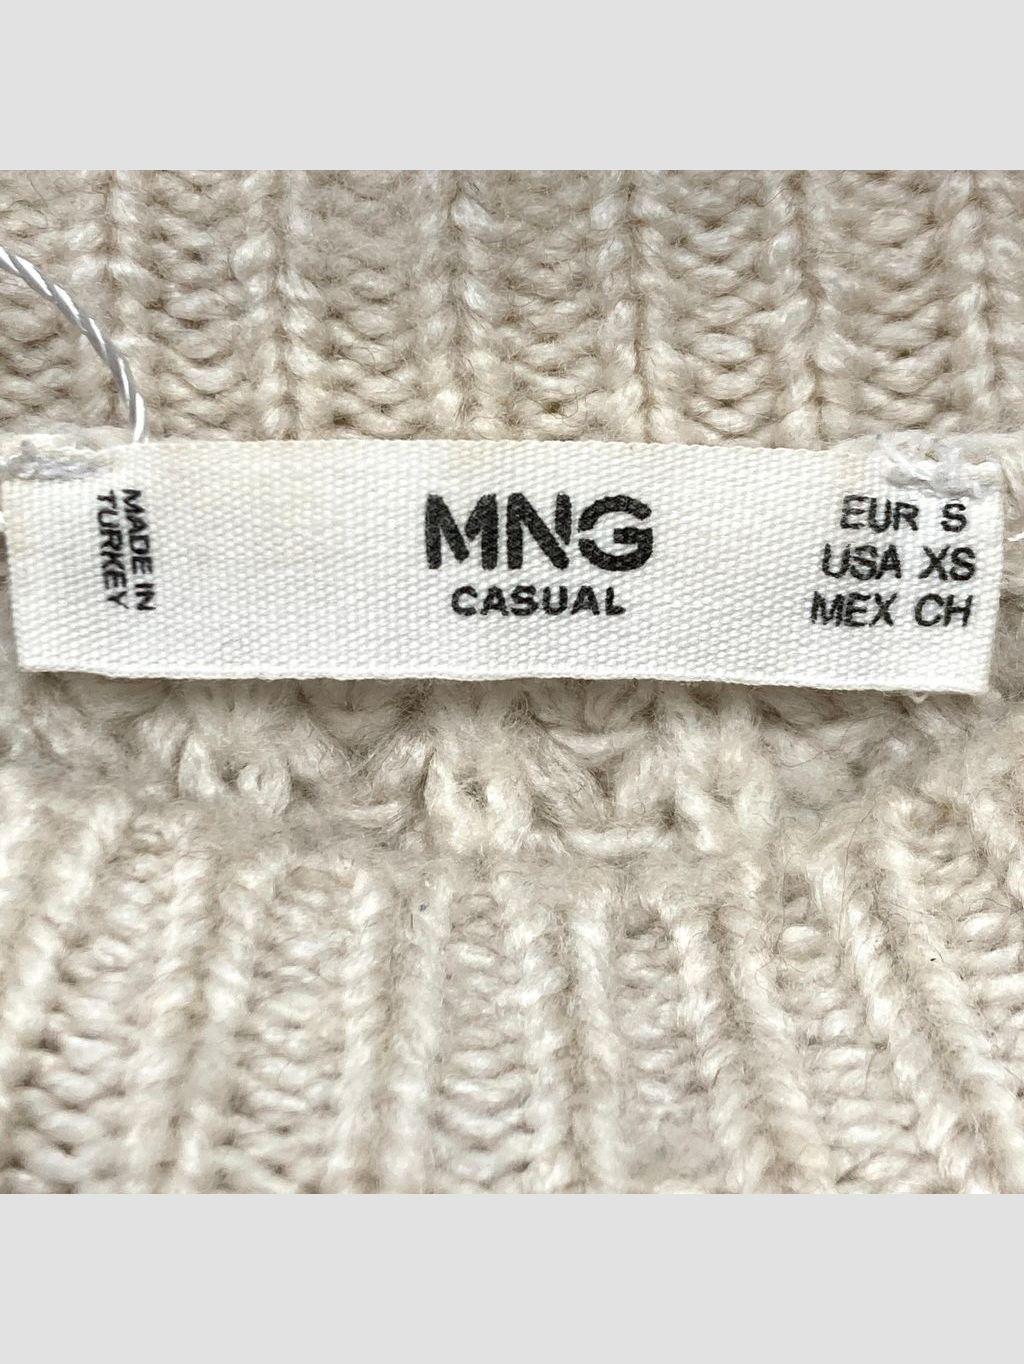 MADE IN
TURKEY
MNG
CASUAL
EUR S
USA XS
MEX CH